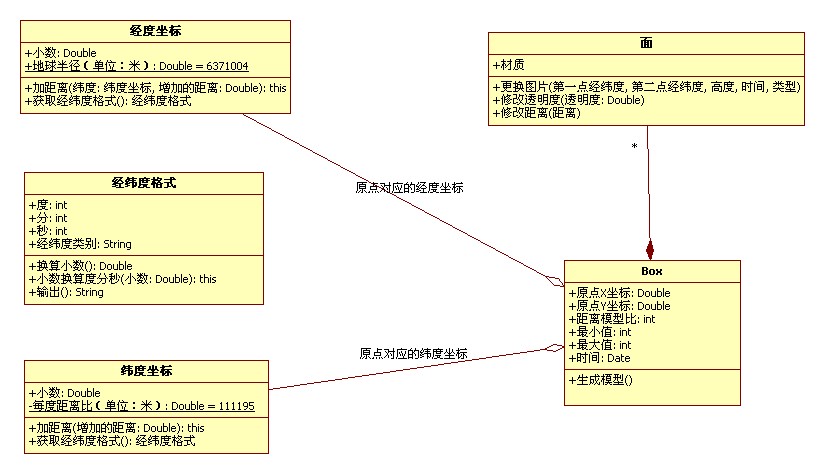 经度坐标
+小数: Double
+地球半径(单位:米): Double = 6371004
+加距离(纬度: 纬度坐标, 增加的距离: Double): this
+获取经纬度格式(): 经纬度格式
面
+材质
+更换图片(第一点经纬度, 第二点经纬度, 高度, 时间, 类型)
+修改透明度(透明度: Double)
+修改距离(距离)
*
原点对应的经度坐标
经纬度格式
+度: int
+分: int
+秒: int
+经纬度类别: String
+换算小数(): Double
+小数换算度分秒(小数: Double): this
+输出(): String
Box
+原点X坐标: Double
+原点Y坐标: Double
+距离模型比: int
+最小值: int
+最大值: int
+时间: Date
+生成模型()
原点对应的纬度坐标
纬度坐标
+小数: Double
-每度距离比(单位:米): Double = 111195
+加距离(增加的距离: Double): this
+获取经纬度格式(): 经纬度格式